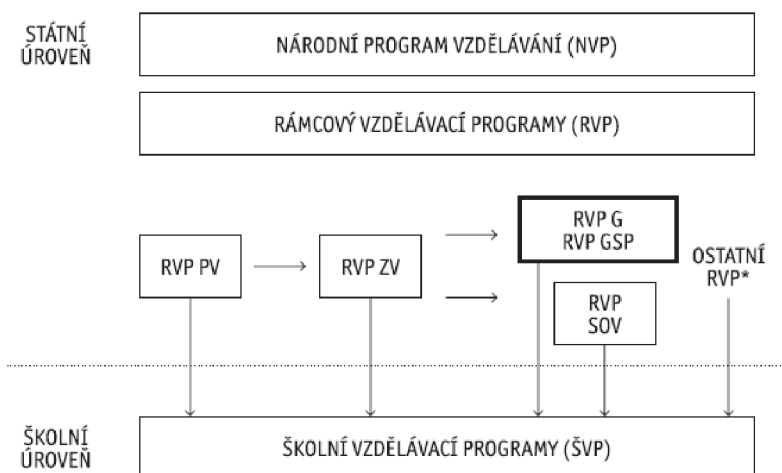 STÁTNÍ
ÚROVEŇ
NÁRODNÍ PROGRAM VZDĚLÁVÁNÍ (NVP)
RÁMCOVÝ VZDĚLÁVACÍ PROGRAMY (RVP)
RVP PV
RVP ZV
RVP G
RVP GSP
RVP
SOV
OSTATNÍ
RVP*
ŠKOLNÍ
ÚROVEŇ
ŠKOLNÍ VZDĚLÁVACÍ PROGRAMY (ŠVP)